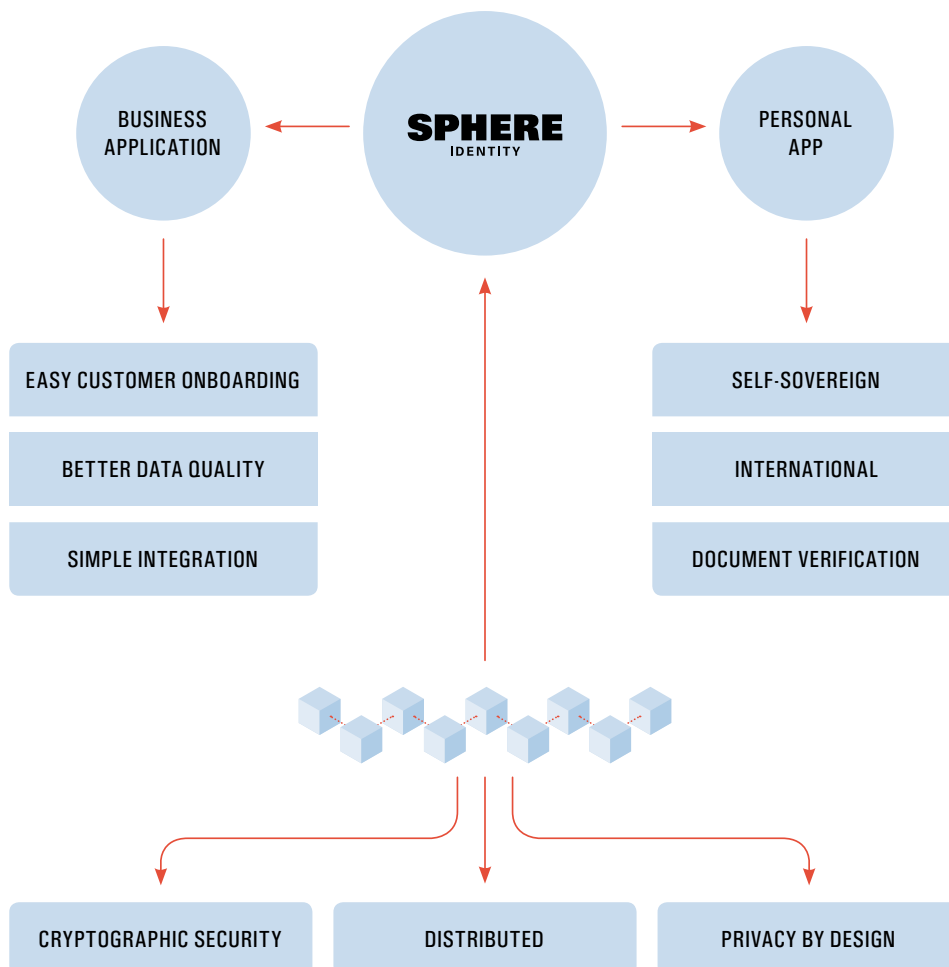 BUSINESS
APPLICATION
SPHERE
IDENTITY
PERSONAL
APP
EASY CUSTOMER ONBOARDING
BETTER DATA QUALITY
SIMPLE INTEGRATION
SELF-SOVEREIGN
INTERNATIONAL
DOCUMENT VERIFICATION
CRYPTOGRAPHIC SECURITY
DISTRIBUTED
PRIVACY BY DESIGN